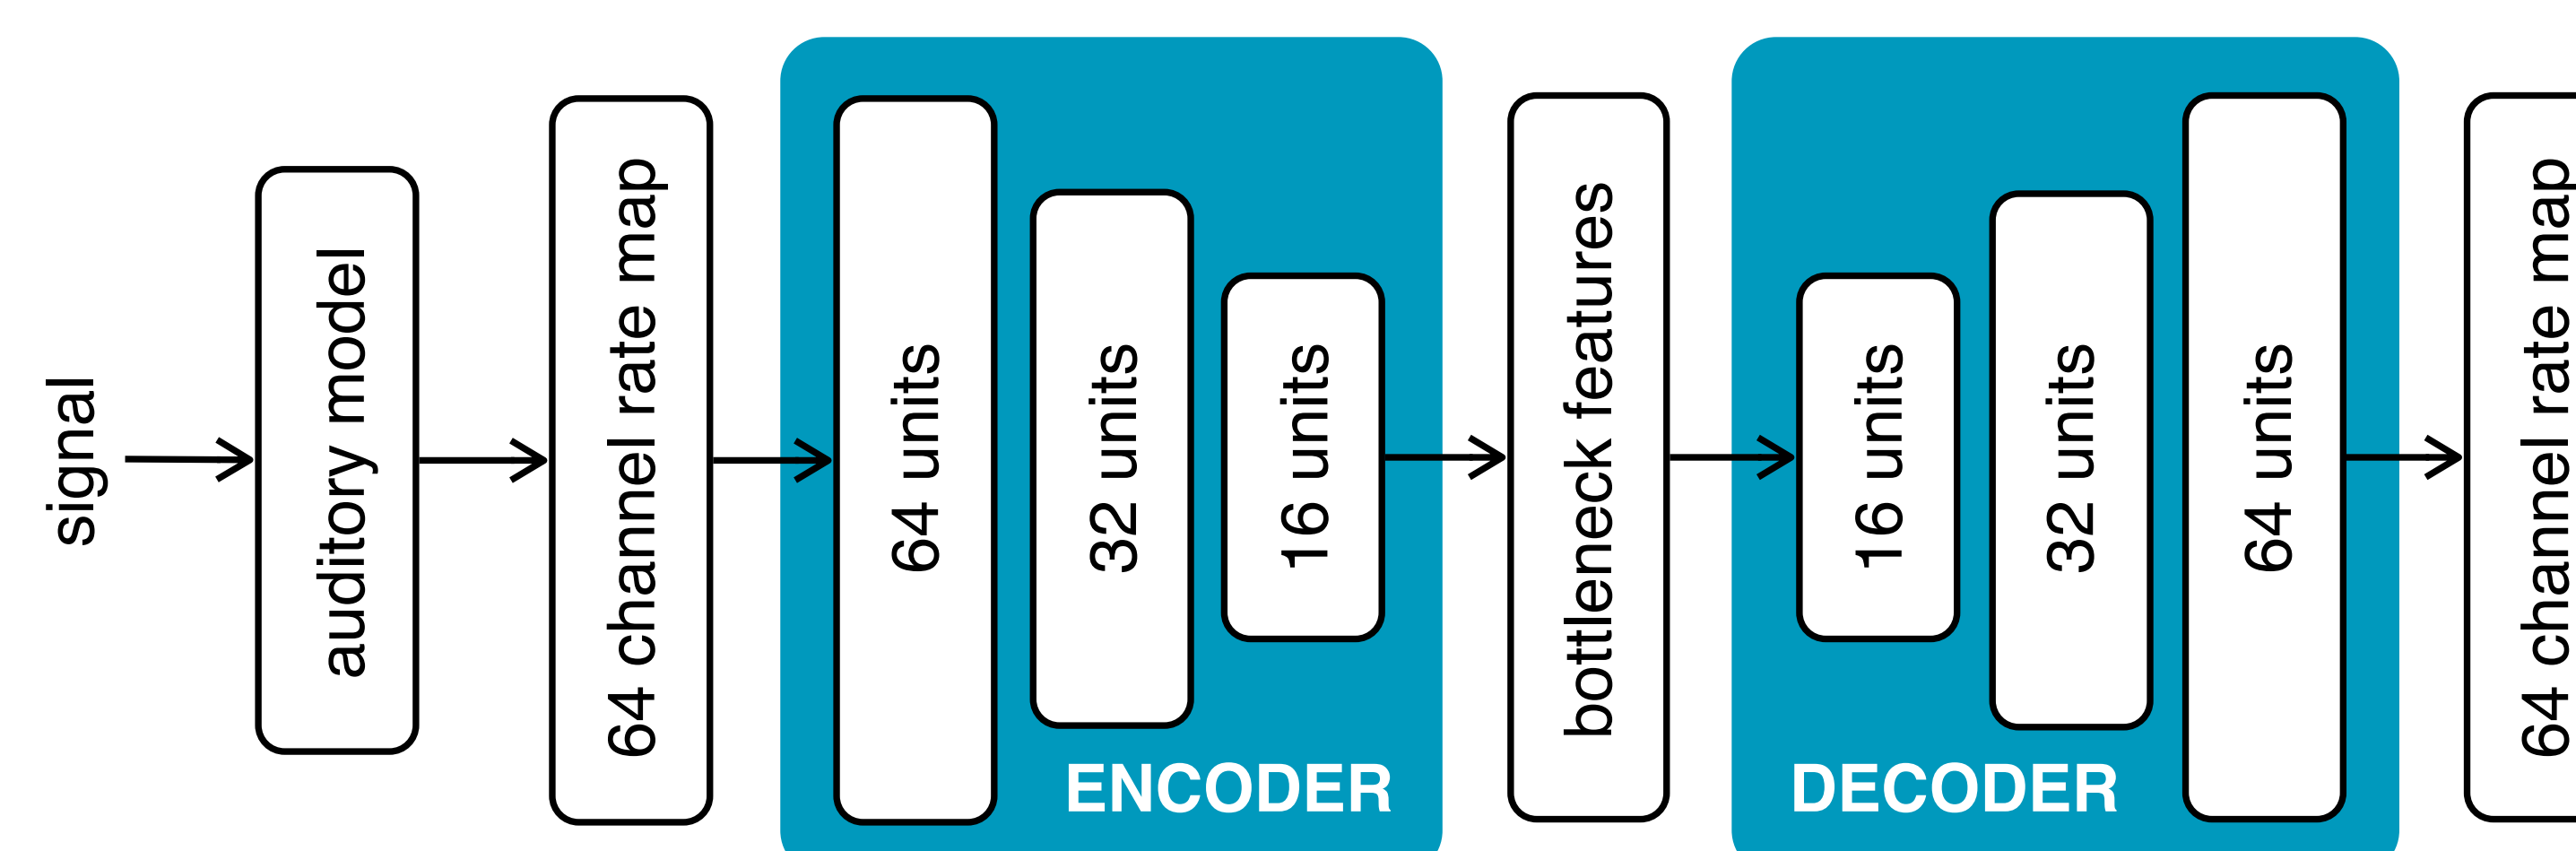 signal
auditory model
64 channel rate map
64 units
32 units
16 units
ENCODER
bottleneck features
16 units
32 units
64 units
DECODER
64 channel rate map